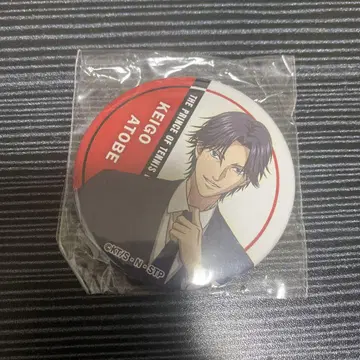 THE PRINCE OF TENNIS
KEIGO
ATOBE
©KT/S・N・STP